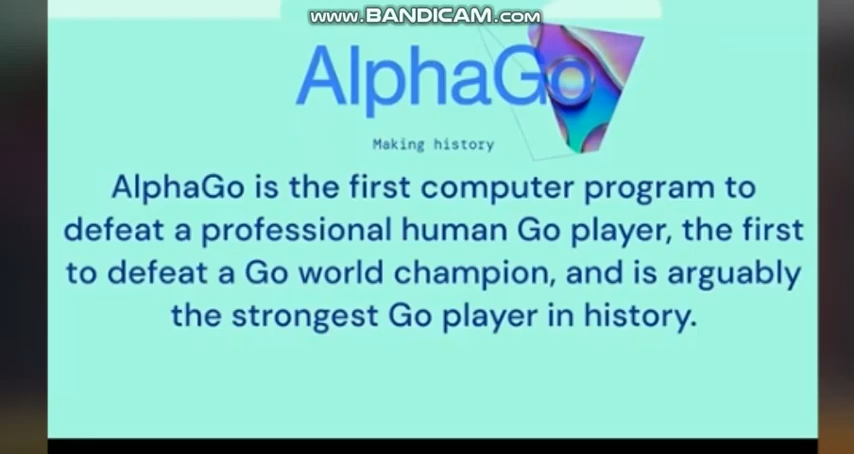 www.BANDICAM.com
AlphaGo
Making history
AlphaGo is the first computer program to
defeat a professional human Go player, the first
to defeat a Go world champion, and is arguably
the strongest Go player in history.